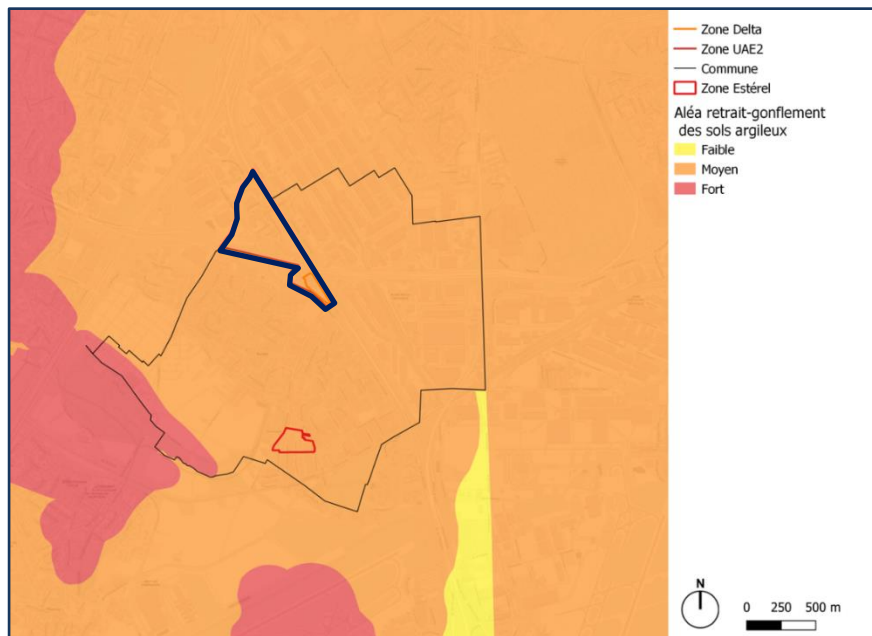 Zone Delta
Zone UAE2
Commune
Zone Estérel
Aléa retrait-gonflement
des sols argileux
Faible
Moyen
Fort
N
0 250 500 m